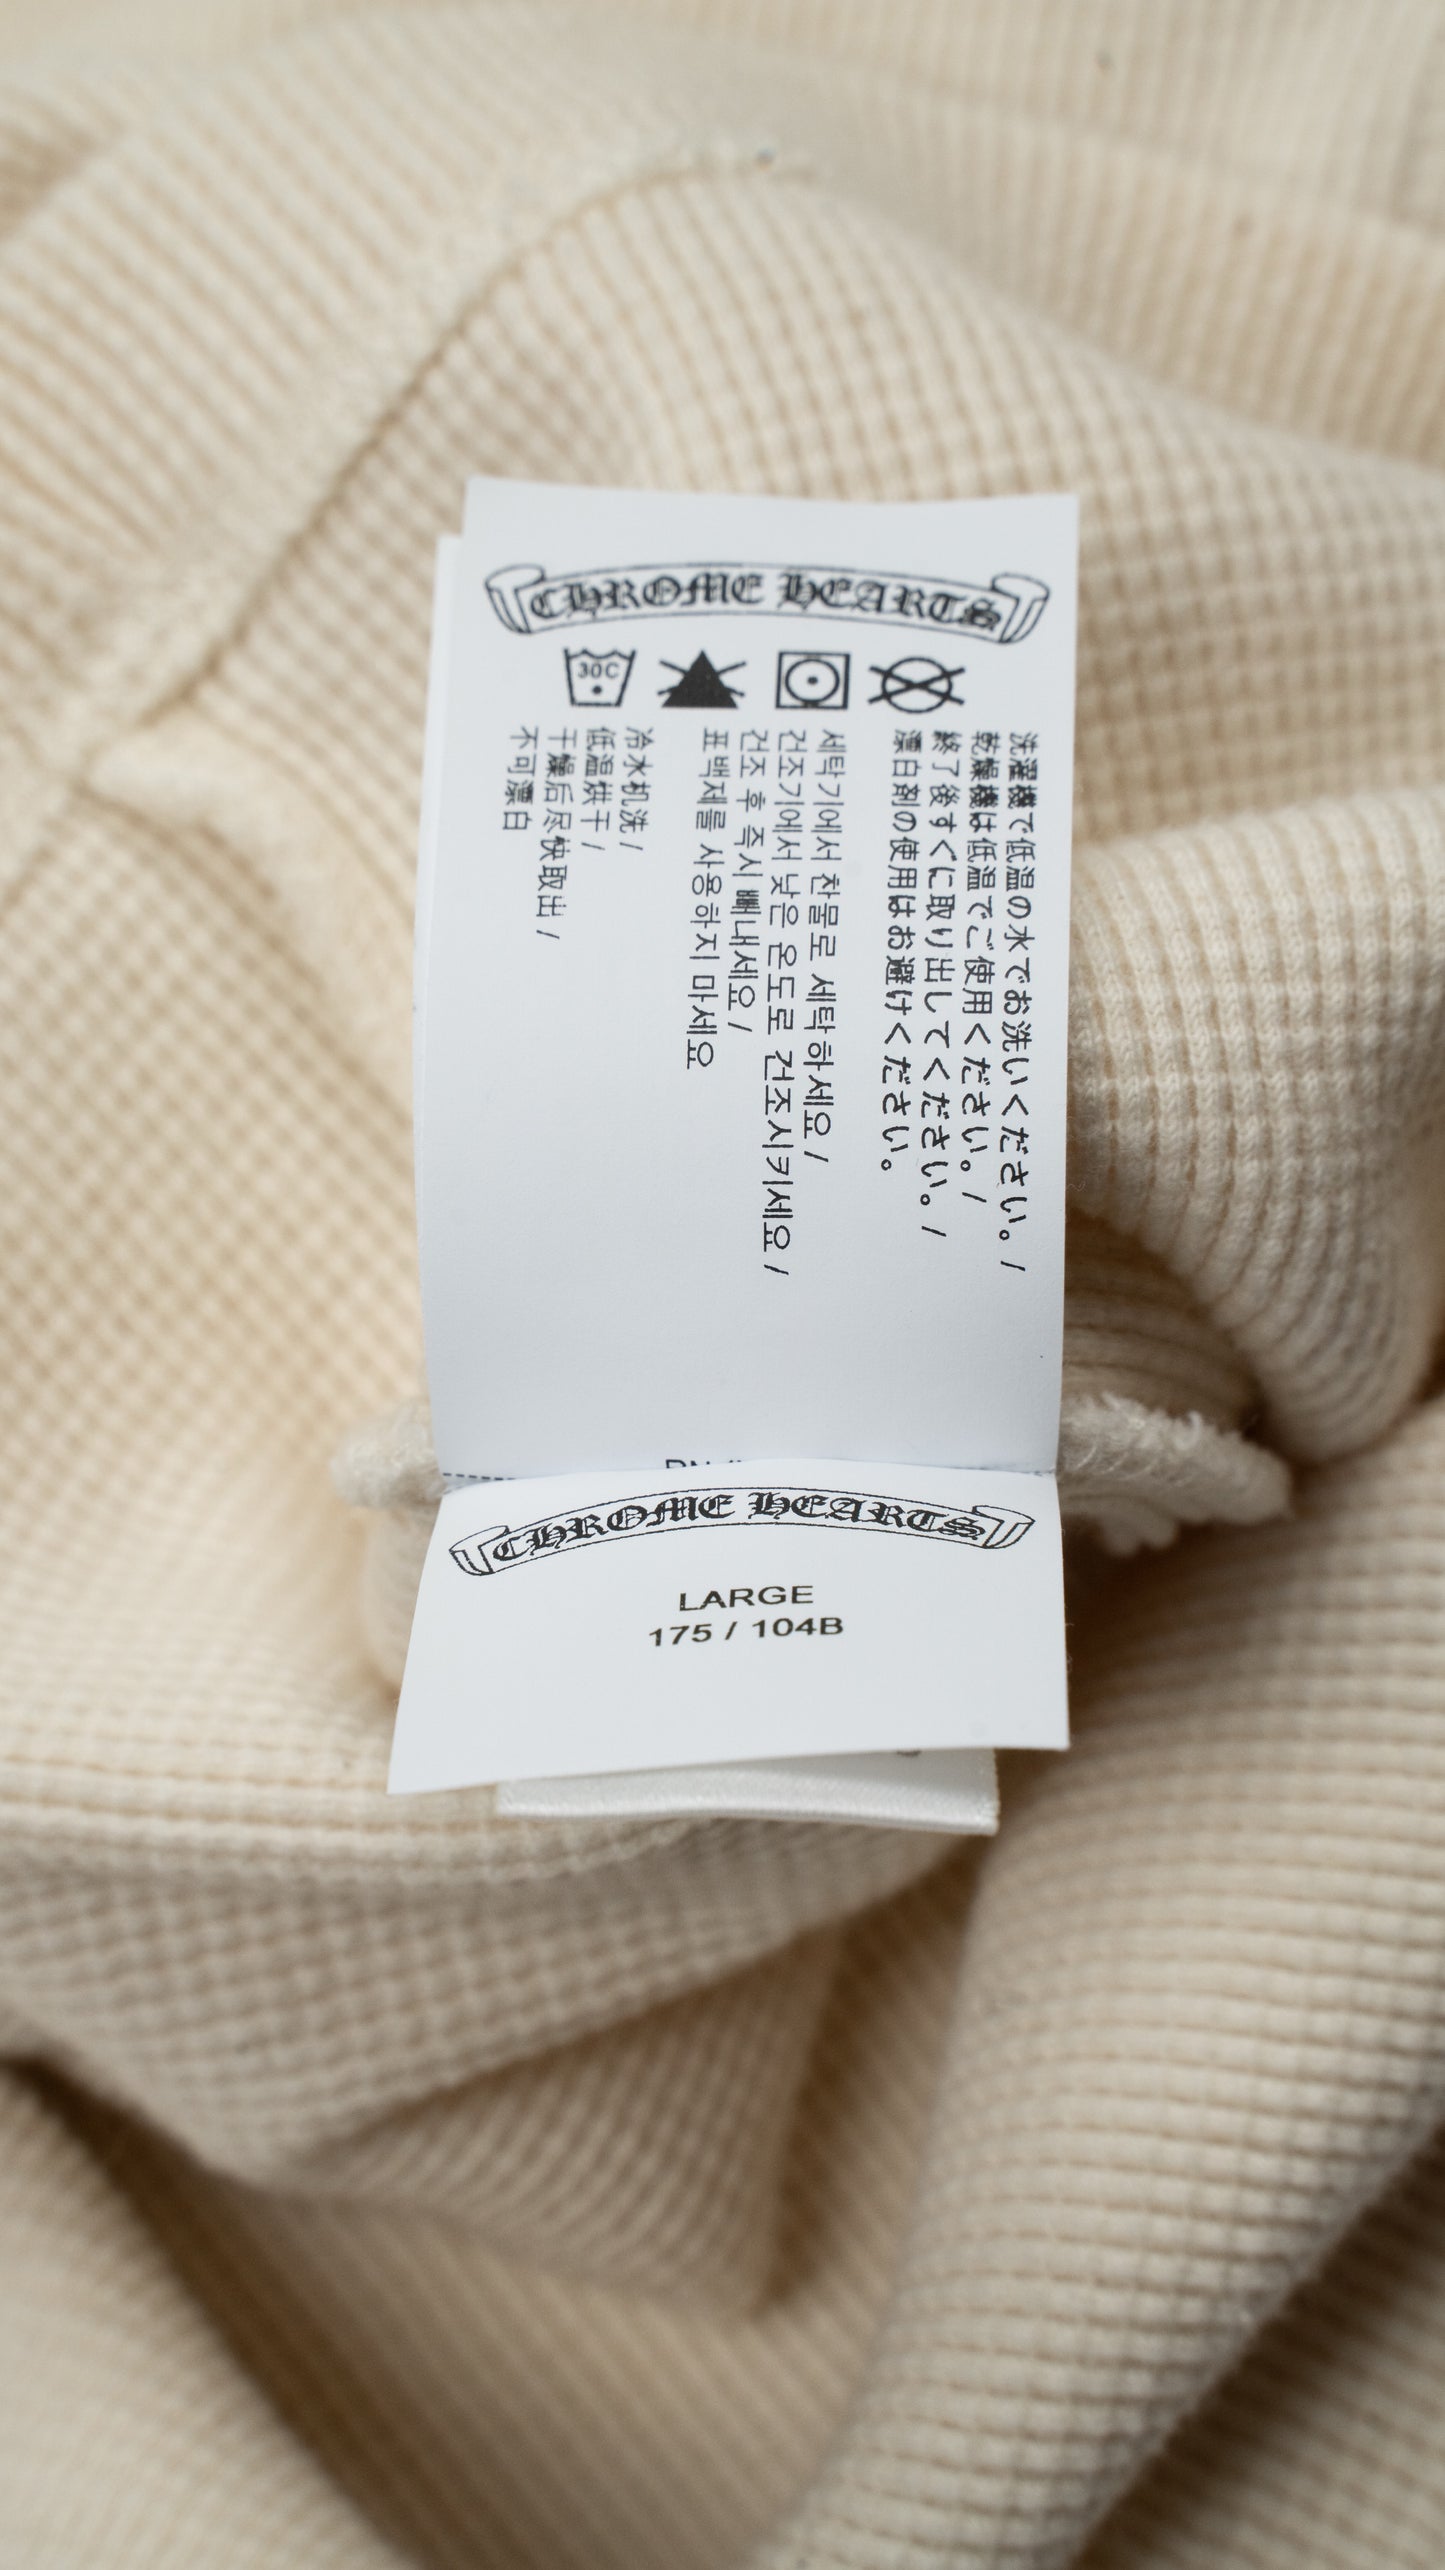 CHROME HEARTS
30C
洗濯機で低温の水でお洗いください。/
乾燥機は低温でご使用ください。/
終了後すぐに取り出してください。/
漂白剤の使用はお避けください。
세탁기에서 찬물로 세탁하세요 /
건조기에서 낮은 온도로 건조시키세요 /
건조 후 즉시 빼내세요 /
표백제를 사용하지 마세요
冷水机洗 /
低温烘干 /
干燥后尽快取出 /
不可漂白
CHROME HEARTS
LARGE
175 / 104B